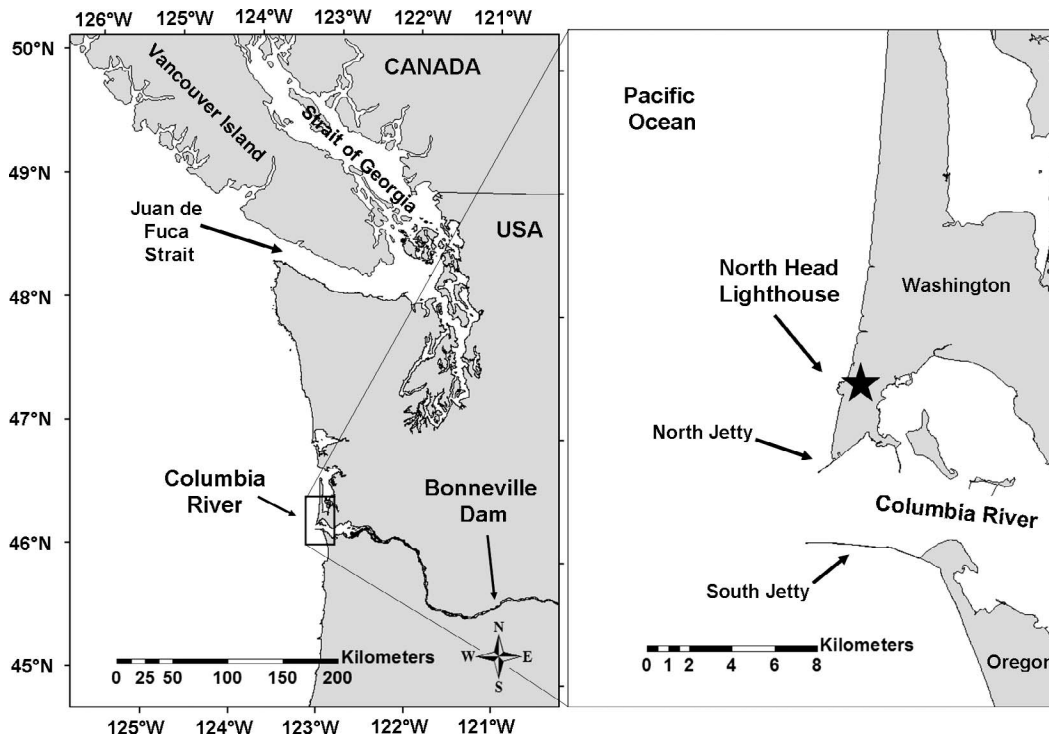 126°W 125°W 124°W 123°W 122°W 121°W
50°N
49°N
48°N
47°N
46°N
45°N
CANADA
Vancouver Island
Strait of Georgia
USA
Juan de
Fuca
Strait
Columbia
River
Bonneville
Dam
N
W E
S
Kilometers
0 25 50 100 150 200
125°W 124°W 123°W 122°W 121°W
Pacific
Ocean
North Head
Lighthouse
Washington
North Jetty
Columbia River
South Jetty
Kilometers
0 1 2 4 6 8
Oregon